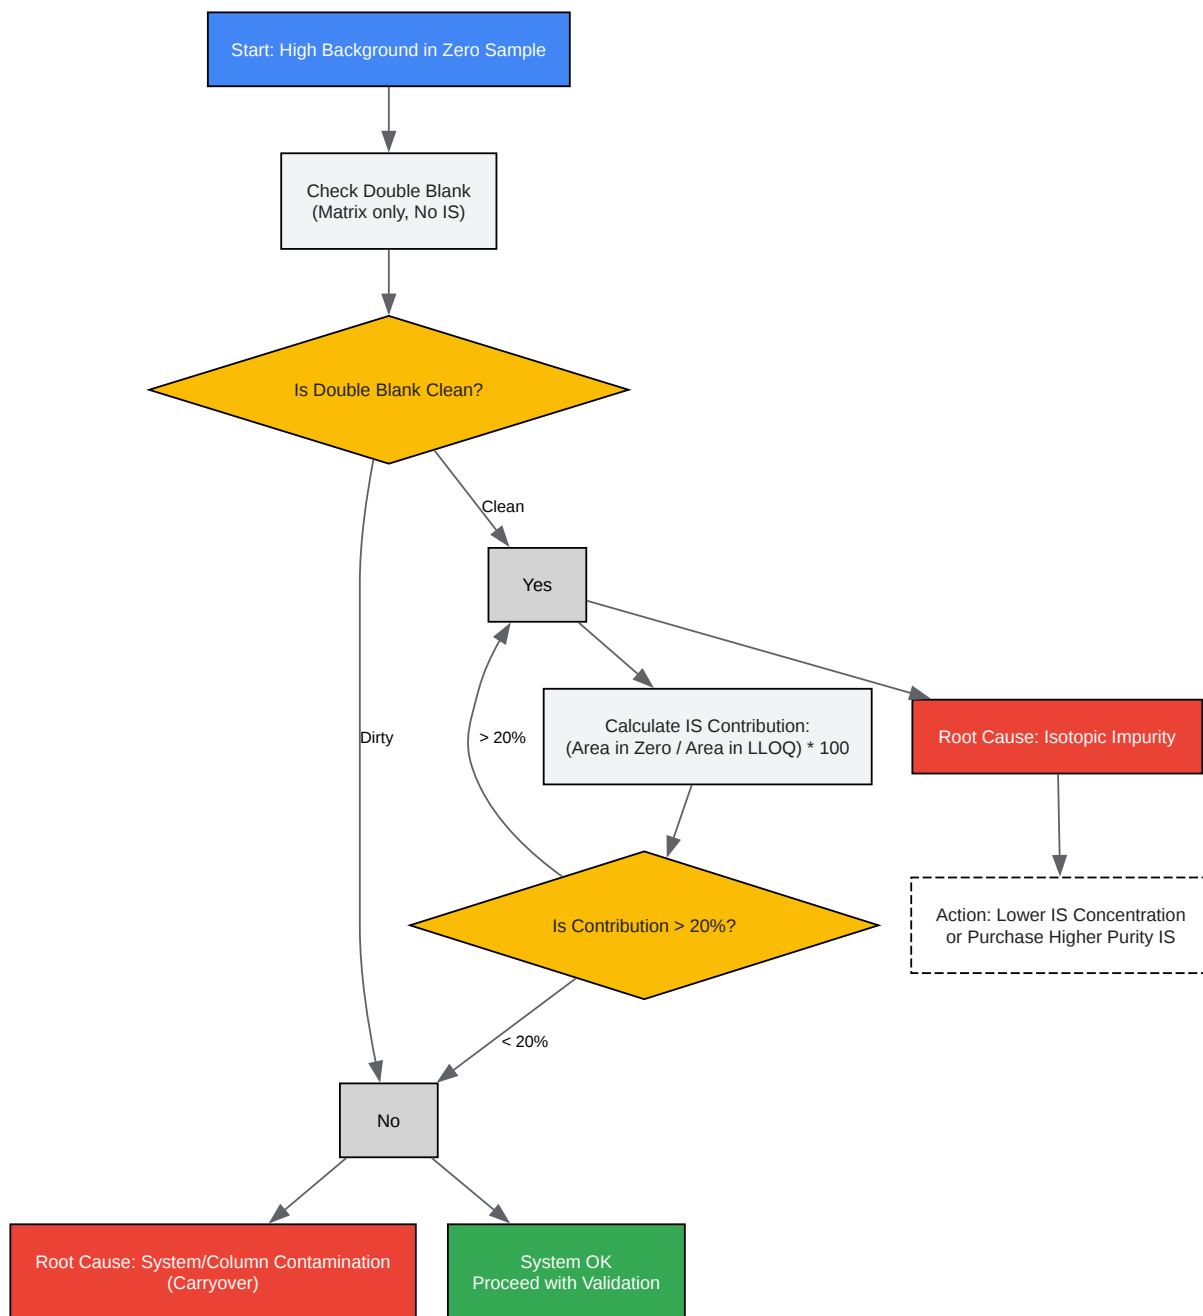 Start: High Background in Zero Sample
Check Double Blank
(Matrix only, No IS)
Is Double Blank Clean?
Clean
Yes
Dirty
> 20%
Calculate IS Contribution:
(Area in Zero / Area in LLOQ) * 100
Root Cause: Isotopic Impurity
Is Contribution > 20%?
Action: Lower IS Concentration
or Purchase Higher Purity IS
< 20%
No
Root Cause: System/Column Contamination
(Carryover)
System OK
Proceed with Validation